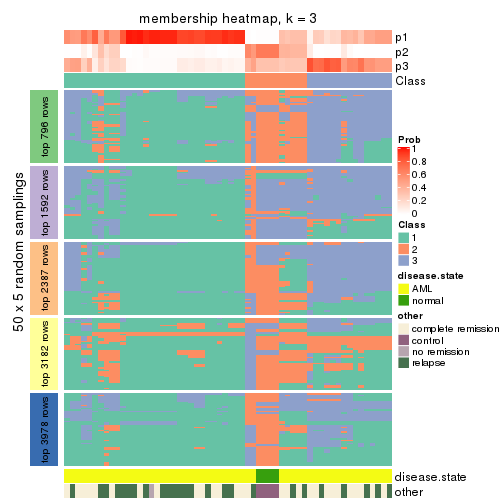 membership heatmap, k = 3
p1
p2
p3
Class
50 x 5 random samplings
top 796 rows
top 1592 rows
top 2387 rows
top 3182 rows
top 3978 rows
Prob
1
0.8
0.6
0.4
0.2
0
Class
1
2
3
disease.state
AML
normal
other
complete remission
control
no remission
relapse
disease.state
other